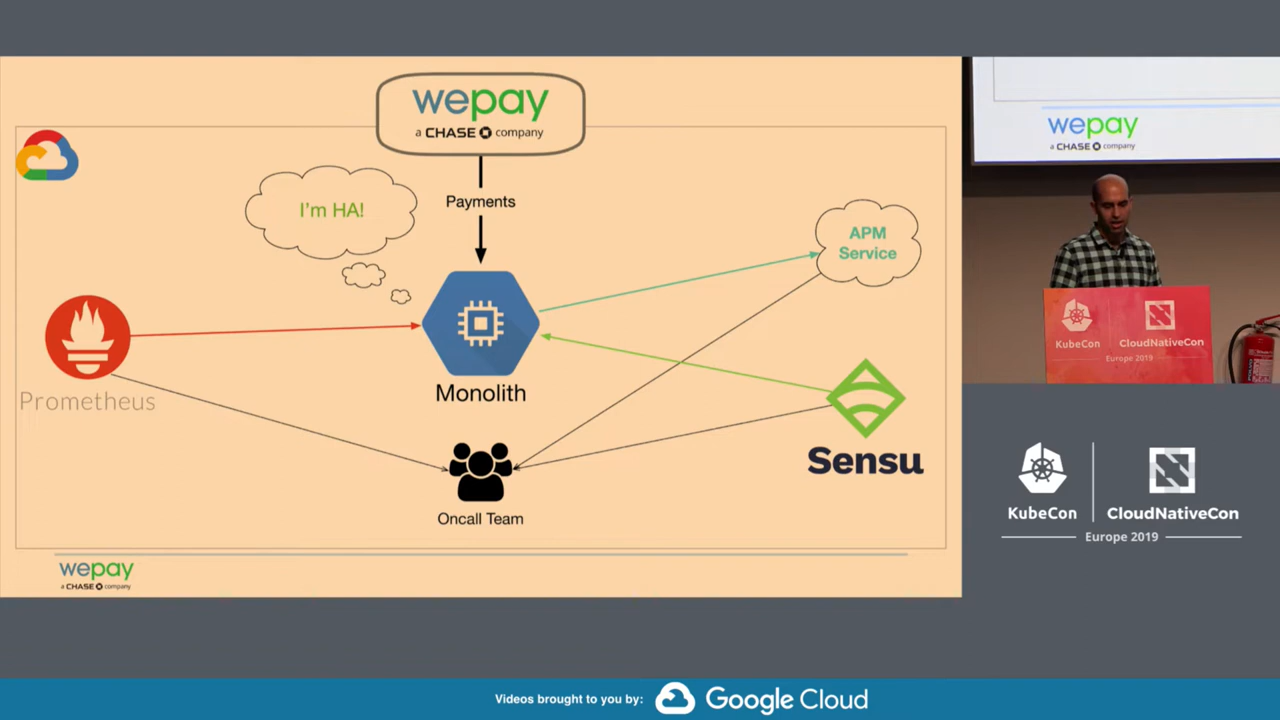 wepay
a CHASE company
Payments
I'm HA!
APM
Service
Prometheus
Monolith
Sensu
Oncall Team
wepay
a CHASE company
wepay
a CHASE company
KubeCon
CloudNativeCon
Europe 2019
KubeCon
CloudNativeCon
Europe 2019
Videos brought to you by:
Google Cloud